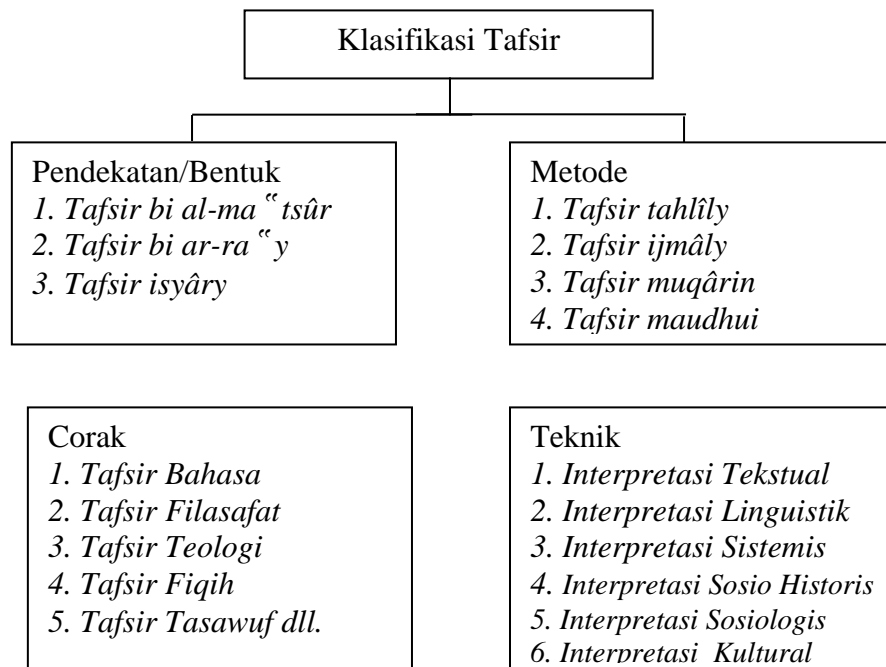 Klasifikasi Tafsir
Pendekatan/Bentuk
1. Tafsir bi al-ma‟tsûr
2. Tafsir bi ar-ra‟y
3. Tafsir isyâry
Metode
1. Tafsir tahlîly
2. Tafsir ijmâly
3. Tafsir muqârin
4. Tafsir maudhui
Corak
1. Tafsir Bahasa
2. Tafsir Filasafat
3. Tafsir Teologi
4. Tafsir Fiqih
5. Tafsir Tasawuf dll.
Teknik
1. Interpretasi Tekstual
2. Interpretasi Linguistik
3. Interpretasi Sistemis
4. Interpretasi Sosio Historis
5. Interpretasi Sosiologis
6. Interpretasi Kultural